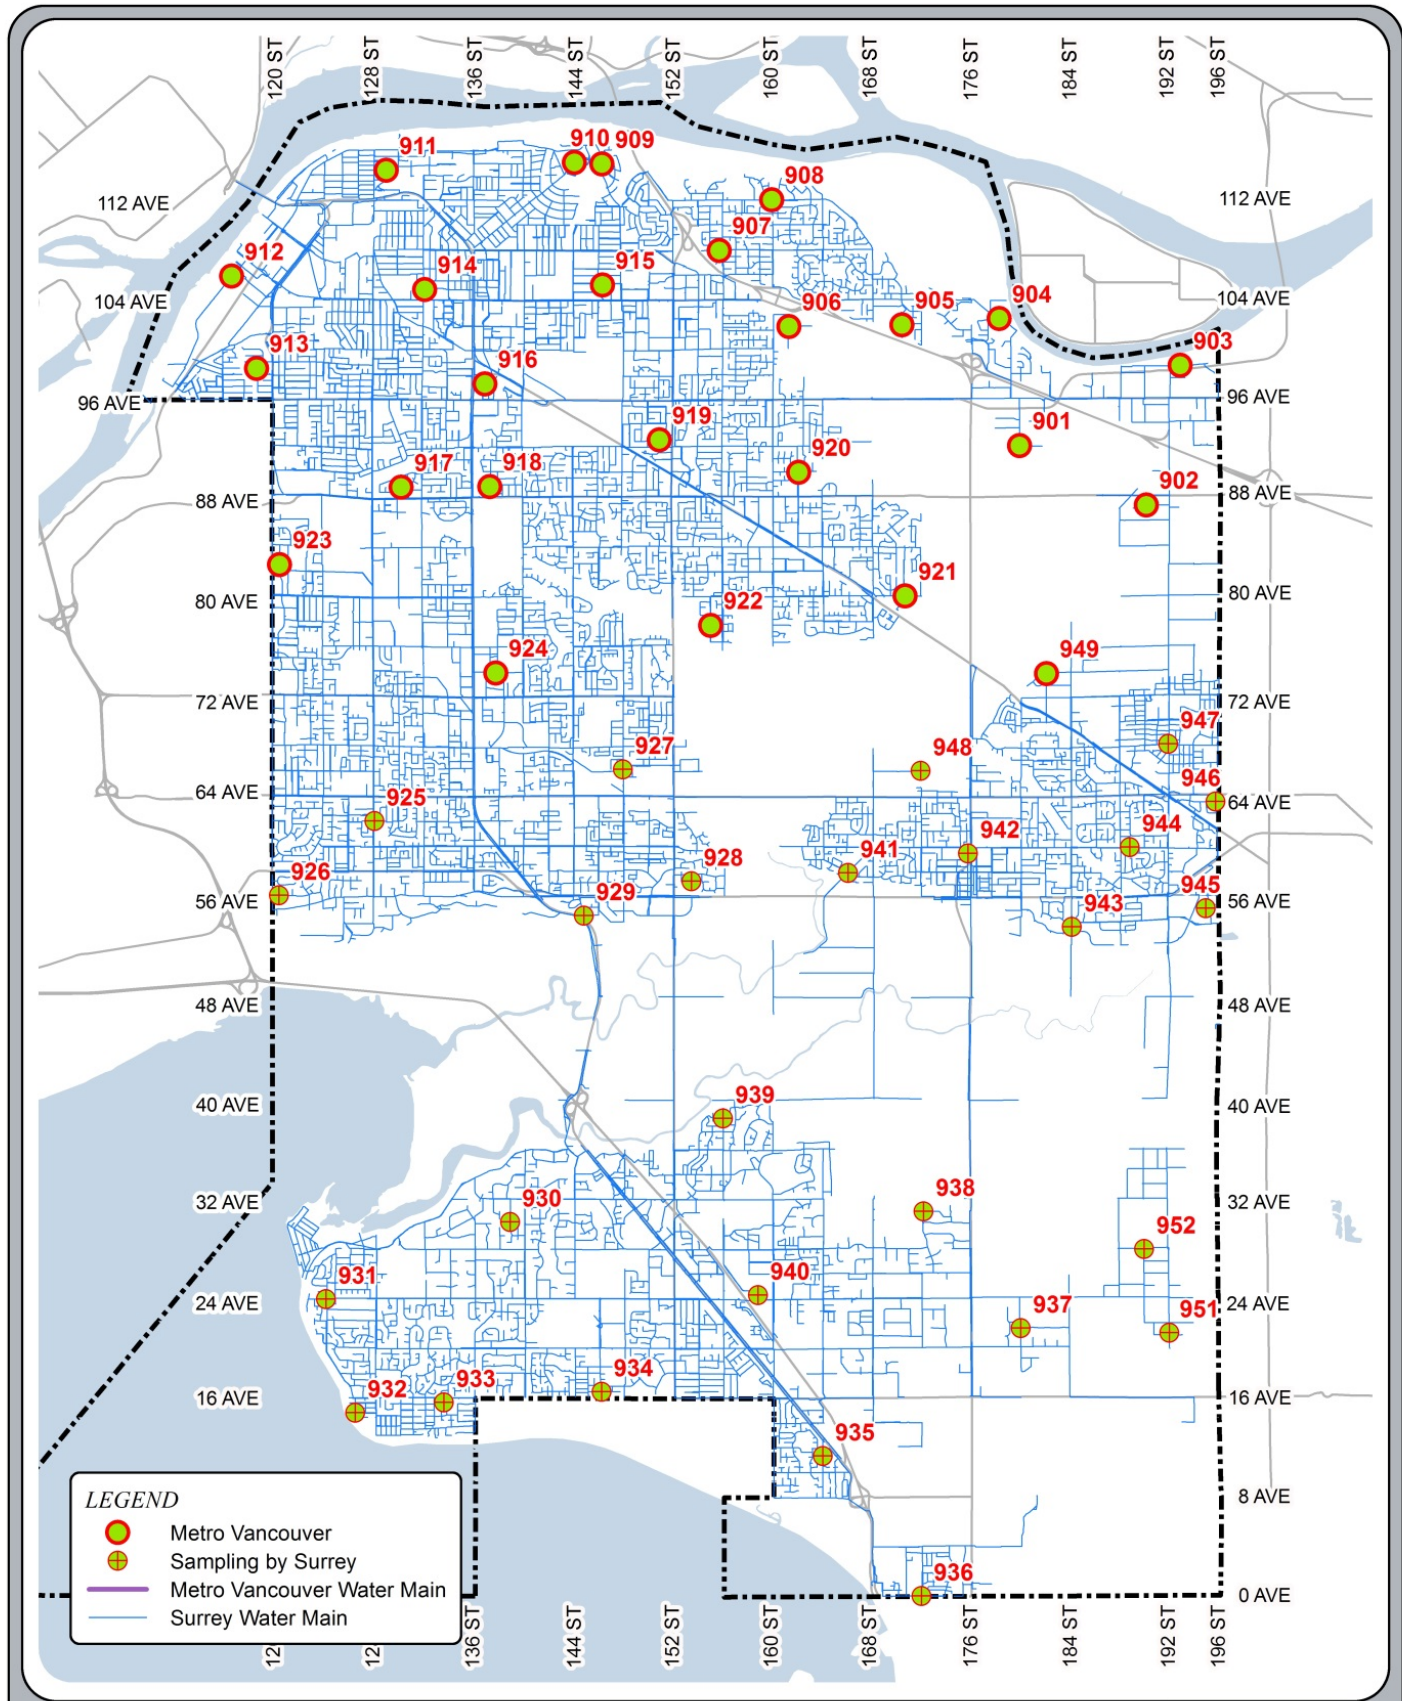 120 ST
128 ST
136 ST
144 ST
152 ST
160 ST
168 ST
176 ST
184 ST
192 ST
196 ST
911
910
909
908
112 AVE
112 AVE
907
912
914
915
104 AVE
104 AVE
906
905
904
913
916
903
96 AVE
96 AVE
919
901
920
917
918
902
88 AVE
88 AVE
923
921
80 AVE
80 AVE
922
924
949
72 AVE
72 AVE
947
927
948
946
64 AVE
64 AVE
925
944
942
941
928
926
945
56 AVE
56 AVE
929
943
48 AVE
48 AVE
939
40 AVE
40 AVE
938
32 AVE
32 AVE
930
952
931
940
24 AVE
24 AVE
937
951
934
933
932
16 AVE
16 AVE
935
8 AVE
936
0 AVE
LEGEND
Metro Vancouver
Sampling by Surrey
Metro Vancouver Water Main
Surrey Water Main
12
12
136 ST
144 ST
152 ST
160 ST
168 ST
176 ST
184 ST
192 ST
196 ST